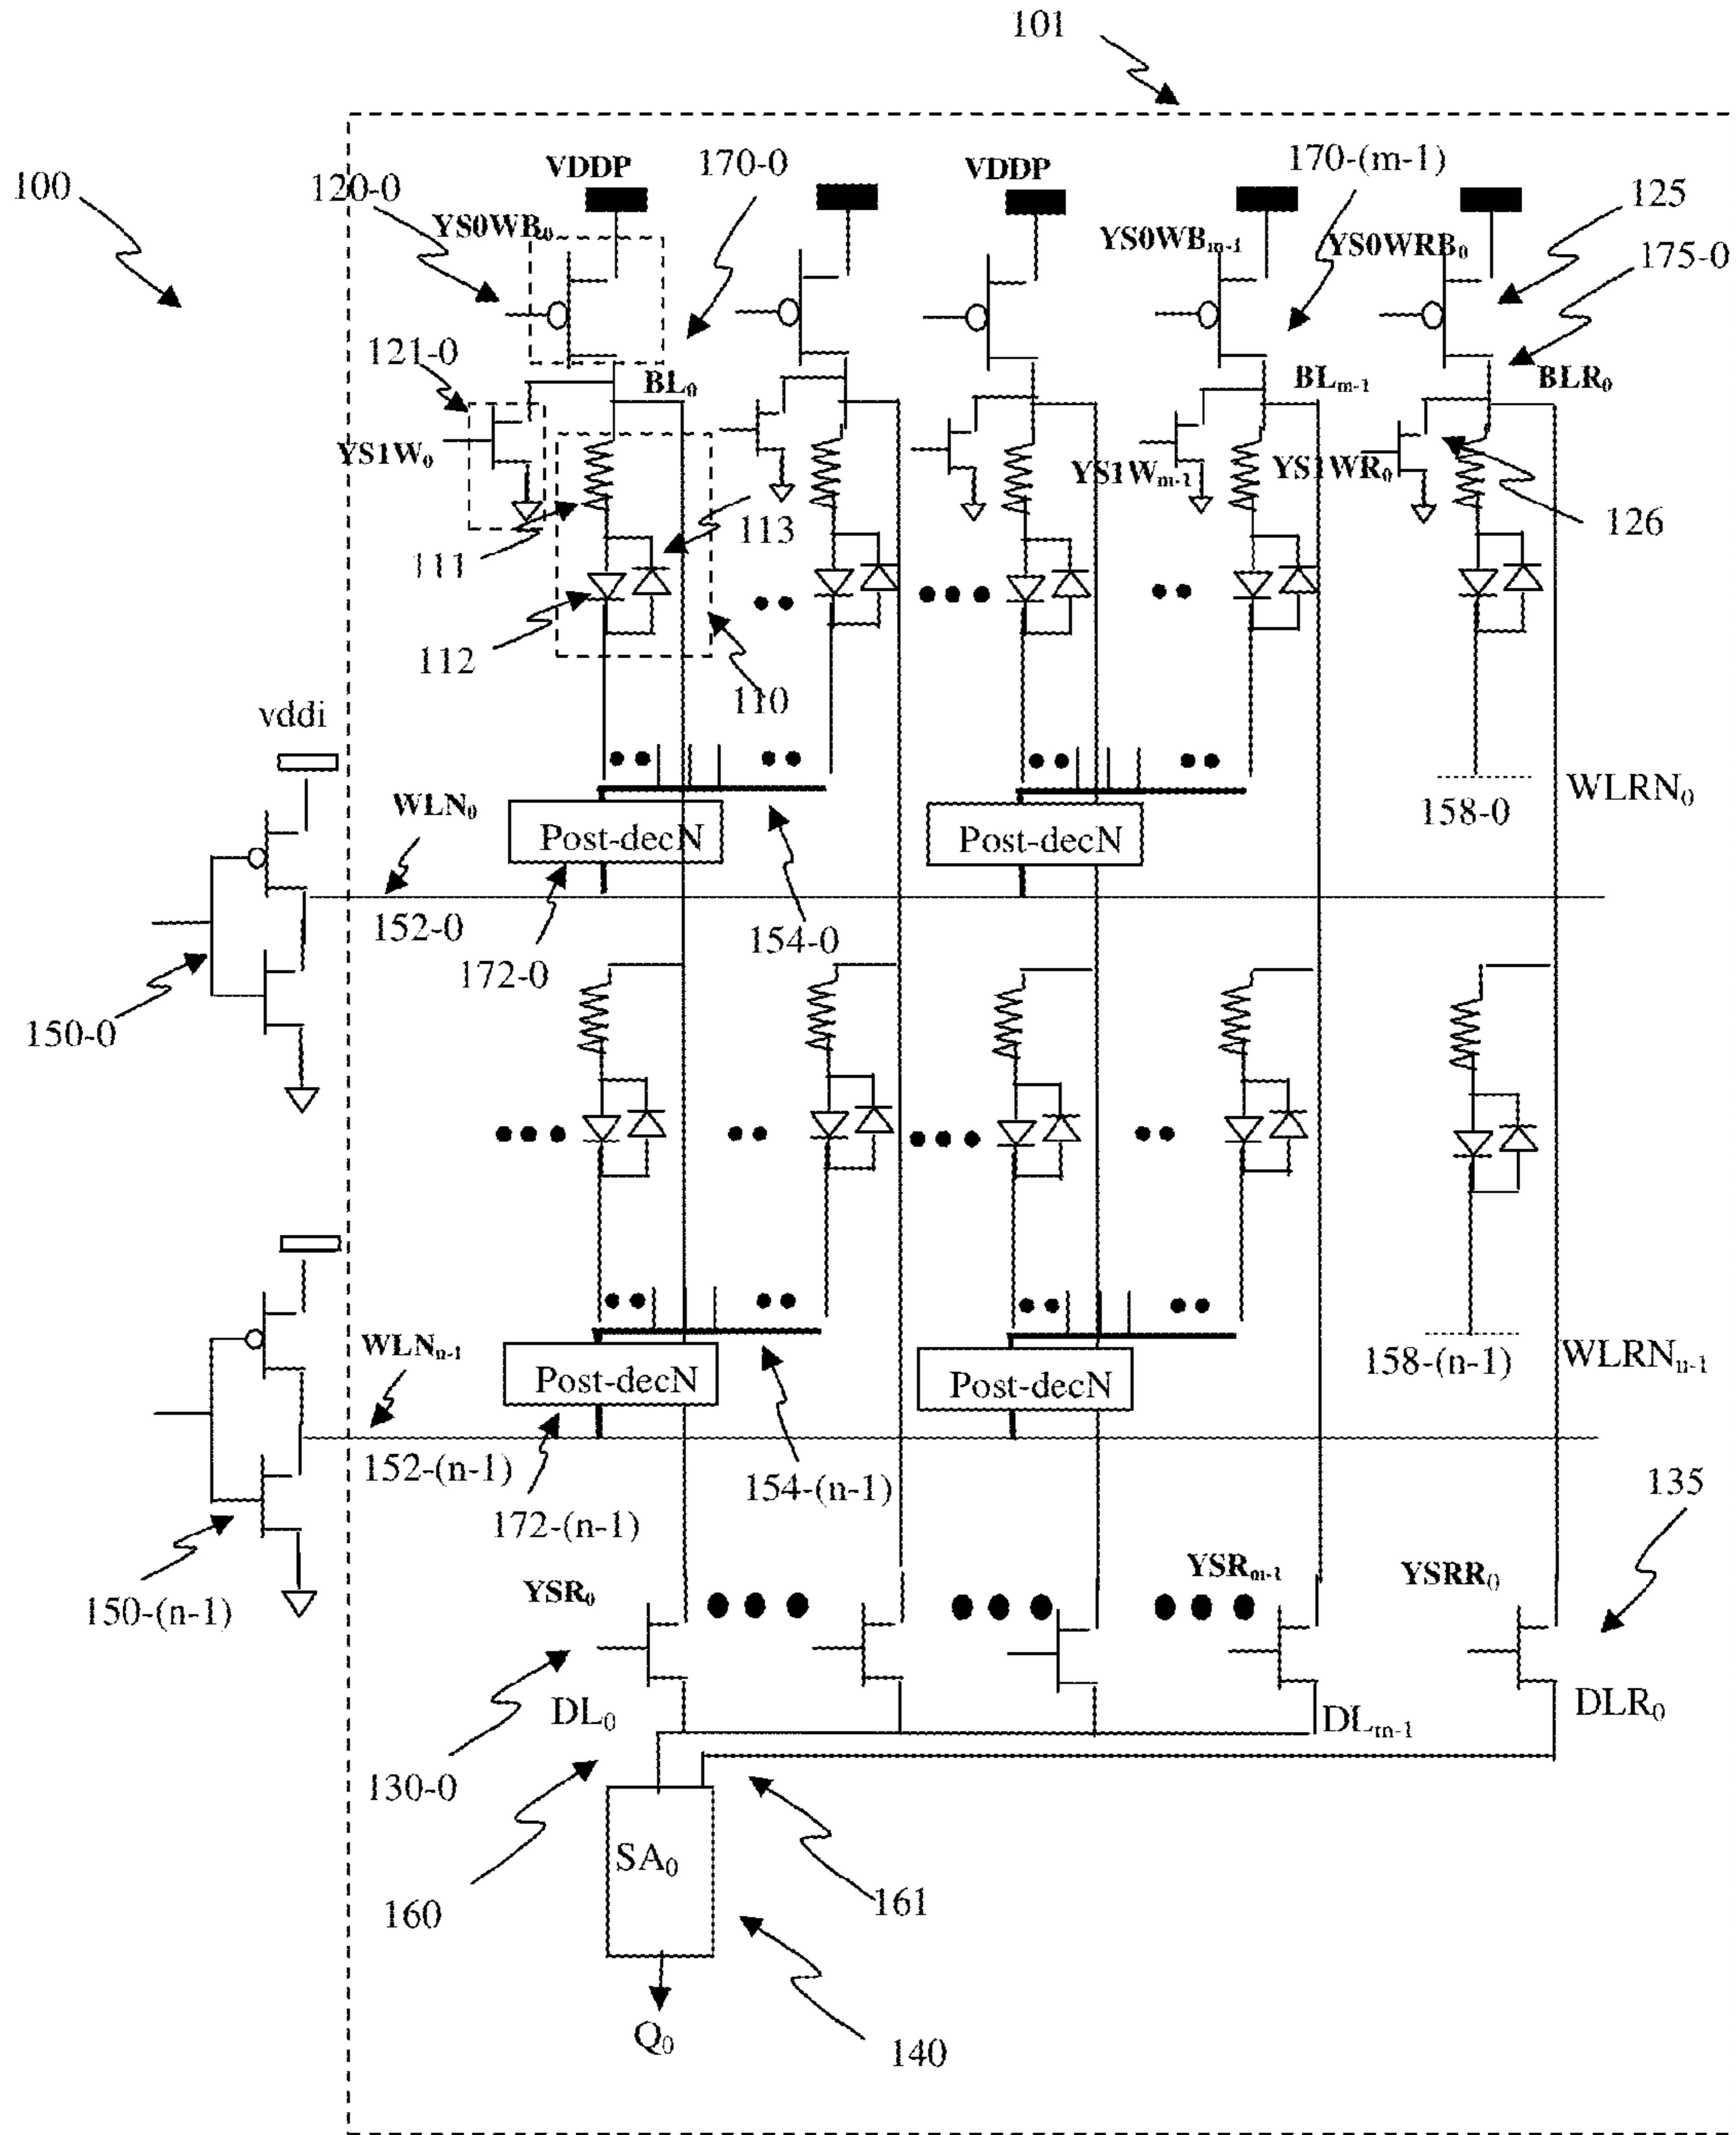 101
100
120-0
VDDP
170-0
VDDP
170-(m-1)
125
YS0WB₀
YS0WBₘ₋₁
YS0WRB₀
175-0
121-0
BL₀
BLₘ₋₁
BLR₀
YS1W₀
YS1Wₘ₋₁
YS1WR₀
111
113
126
112
110
vddi
WLN₀
Post-decN
Post-decN
158-0
WLRN₀
152-0
172-0
154-0
150-0
WLNₙ₋₁
Post-decN
Post-decN
158-(n-1)
WLRNₙ₋₁
152-(n-1)
172-(n-1)
154-(n-1)
135
150-(n-1)
YSR₀
YSRₘ₋₁
YSRR₀
DL₀
DLₘ₋₁
DLR₀
130-0
160
SA₀
161
Q₀
140